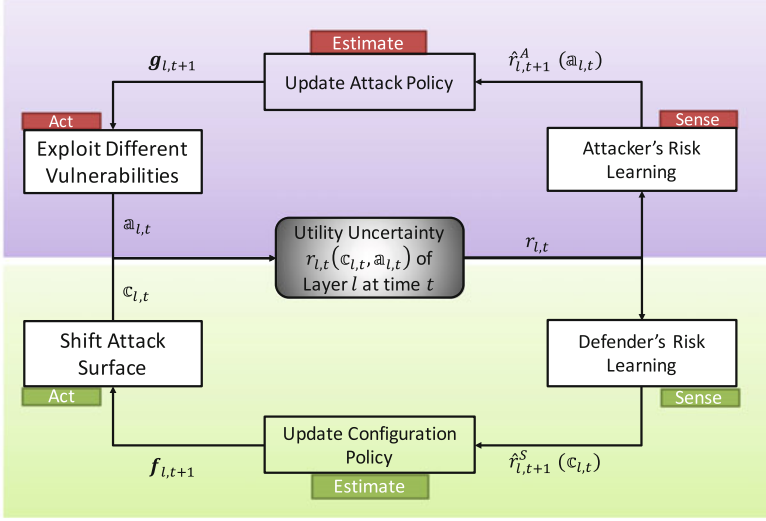 Estimate
Update Attack Policy
𝒈_{l,t+1}
r̂^A_{l,t+1} (𝕒_{l,t})
Act
Exploit Different
Vulnerabilities
Sense
Attacker's Risk
Learning
𝕒_{l,t}
Utility Uncertainty
r_{l,t}(𝕔_{l,t}, 𝕒_{l,t}) of
Layer l at time t
r_{l,t}
𝕔_{l,t}
Shift Attack
Surface
Act
Defender's Risk
Learning
Sense
Update Configuration
Policy
Estimate
𝒇_{l,t+1}
r̂^S_{l,t+1} (𝕔_{l,t})